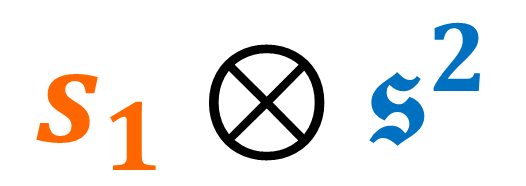 s₁ ⊗ 𝔰²